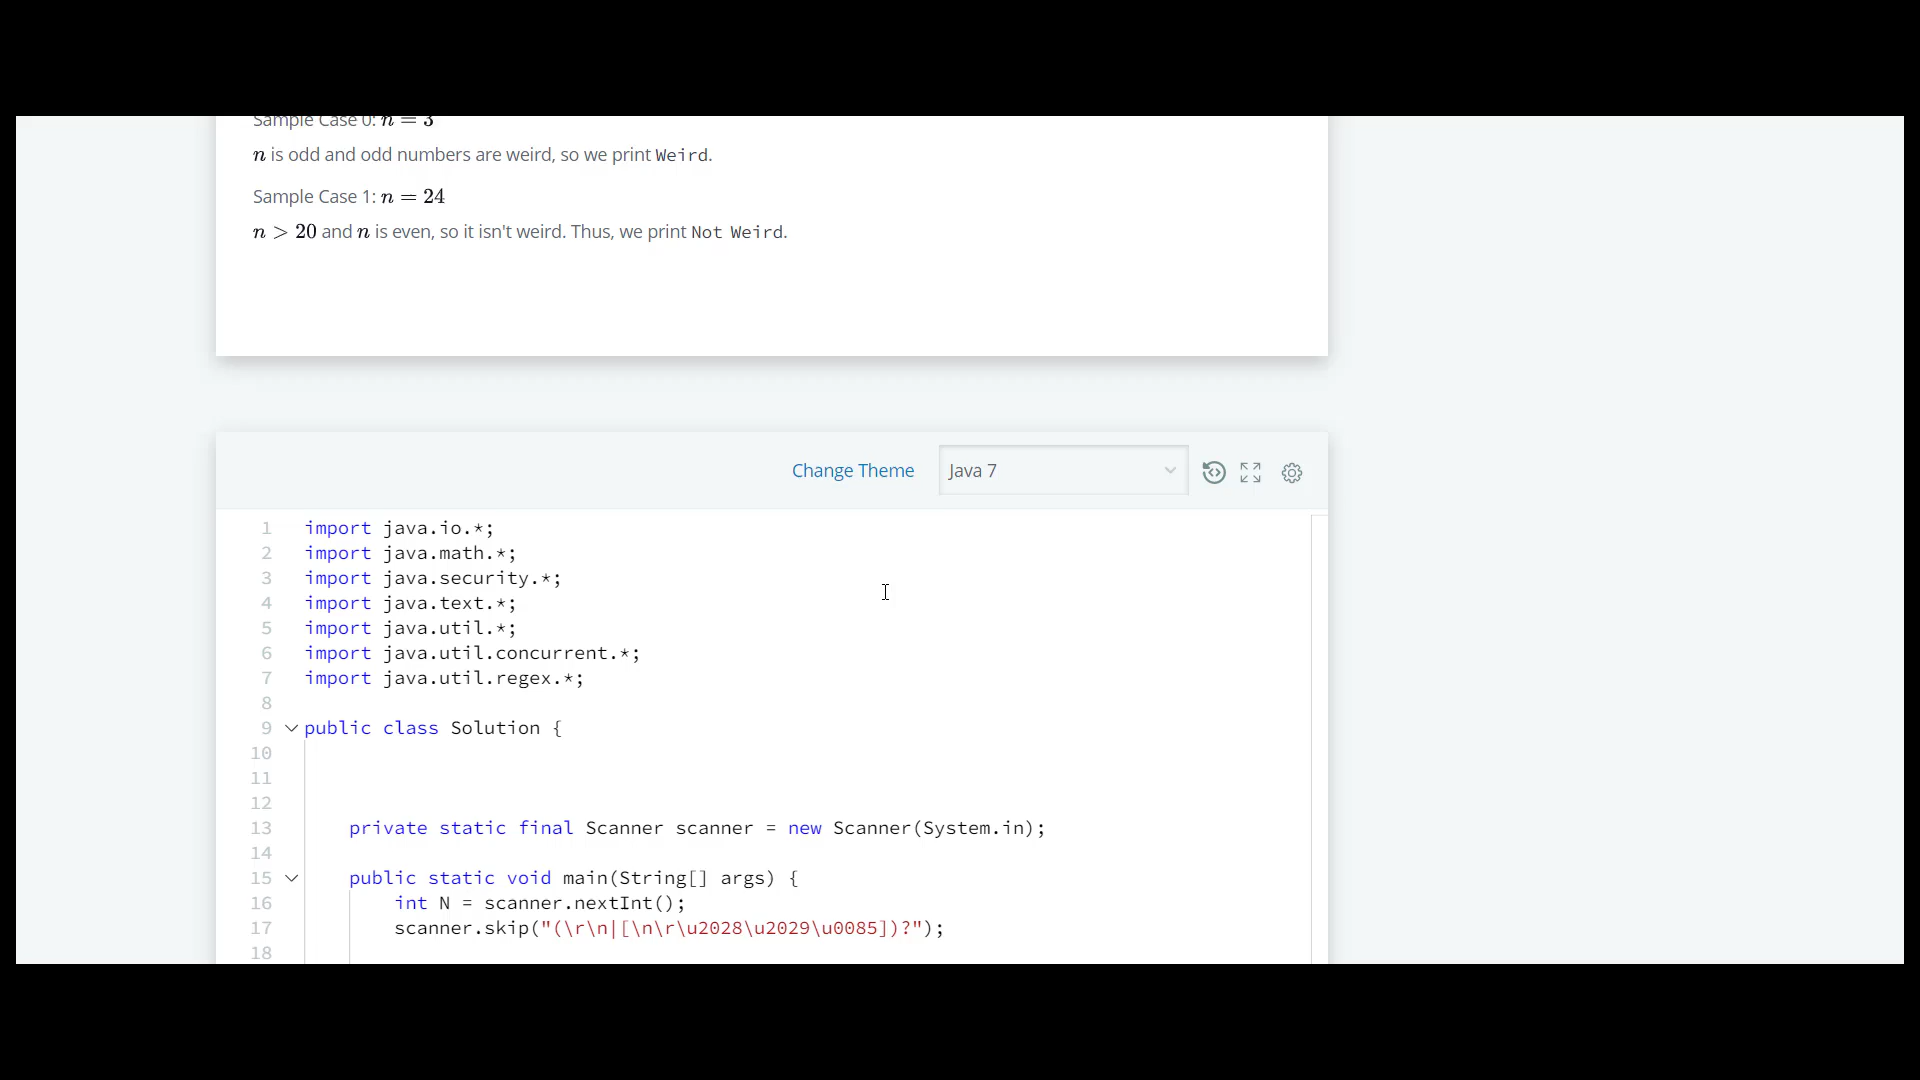 Sample Case 0: n = 3
n is odd and odd numbers are weird, so we print Weird.
Sample Case 1: n = 24
n > 20 and n is even, so it isn't weird. Thus, we print Not Weird.
Change Theme Java 7
1 import java.io.*;
2 import java.math.*;
3 import java.security.*;
4 import java.text.*;
5 import java.util.*;
6 import java.util.concurrent.*;
7 import java.util.regex.*;
8
9 public class Solution {
10
11
12
13 private static final Scanner scanner = new Scanner(System.in);
14
15 public static void main(String[] args) {
16 int N = scanner.nextInt();
17 scanner.skip("(\r\n|[\n\r\u2028\u2029\u0085])?");
18